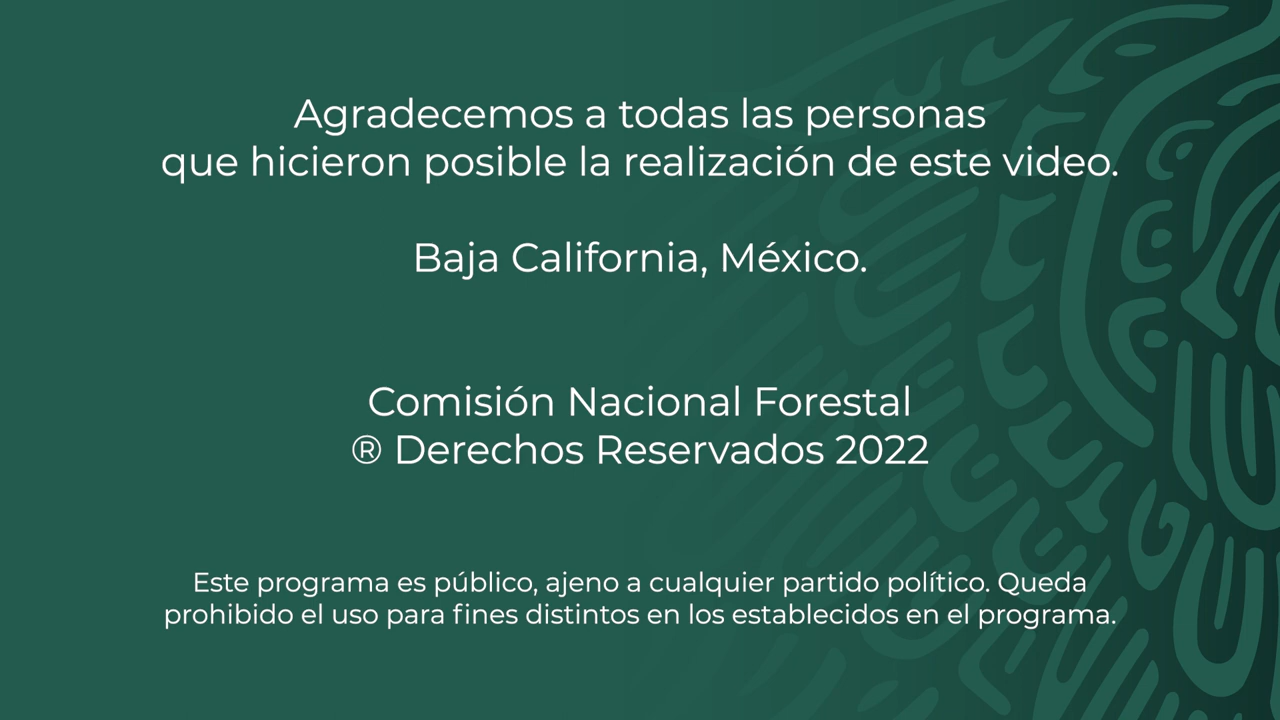 Agradecemos a todas las personas
que hicieron posible la realización de este video.
Baja California, México.
Comisión Nacional Forestal
® Derechos Reservados 2022
Este programa es público, ajeno a cualquier partido político. Queda
prohibido el uso para fines distintos en los establecidos en el programa.